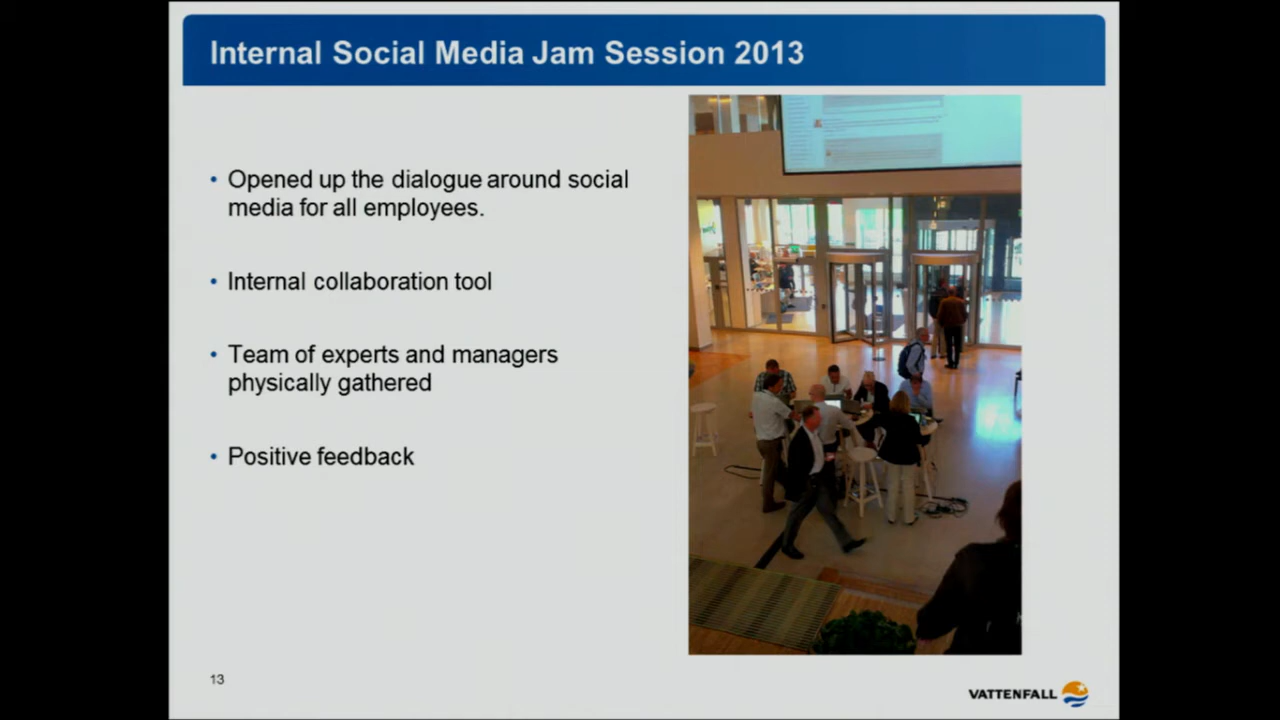 Internal Social Media Jam Session 2013
• Opened up the dialogue around social
media for all employees.
• Internal collaboration tool
• Team of experts and managers
physically gathered
• Positive feedback
13
VATTENFALL